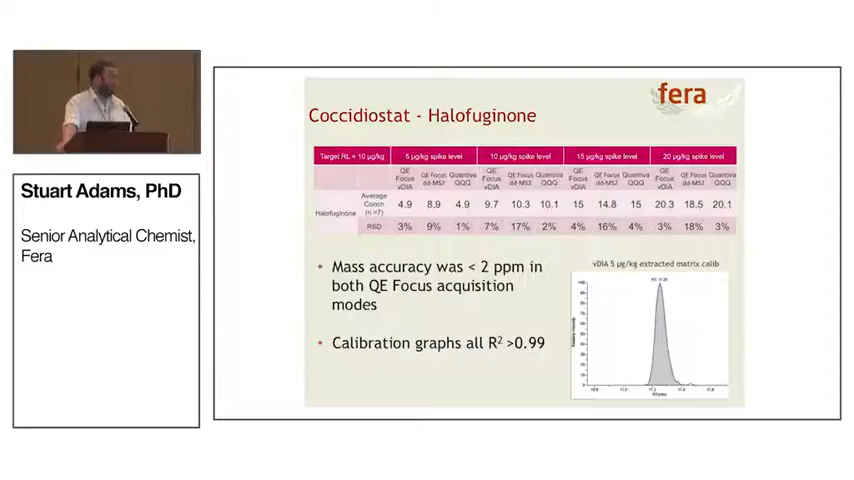 fera
Coccidiostat - Halofuginone
Target RL = 10 µg/kg 5 µg/kg spike level 10 µg/kg spike level 15 µg/kg spike level 20 µg/kg spike level
QE Focus vDIA QE Focus dd-MS2 Quantiva QQQ QE Focus vDIA QE Focus dd-MS2 Quantiva QQQ QE Focus vDIA QE Focus dd-MS2 Quantiva QQQ QE Focus vDIA QE Focus dd-MS2 Quantiva QQQ
Halofuginone Average Concn (n =7) 4.9 8.9 4.9 9.7 10.3 10.1 15 14.8 15 20.3 18.5 20.1
RSD 3% 9% 1% 7% 17% 2% 4% 16% 4% 3% 18% 3%
Stuart Adams, PhD
Senior Analytical Chemist,
Fera
• Mass accuracy was < 2 ppm in
both QE Focus acquisition
modes
• Calibration graphs all R² >0.99
vDIA 5 µg/kg extracted matrix calib